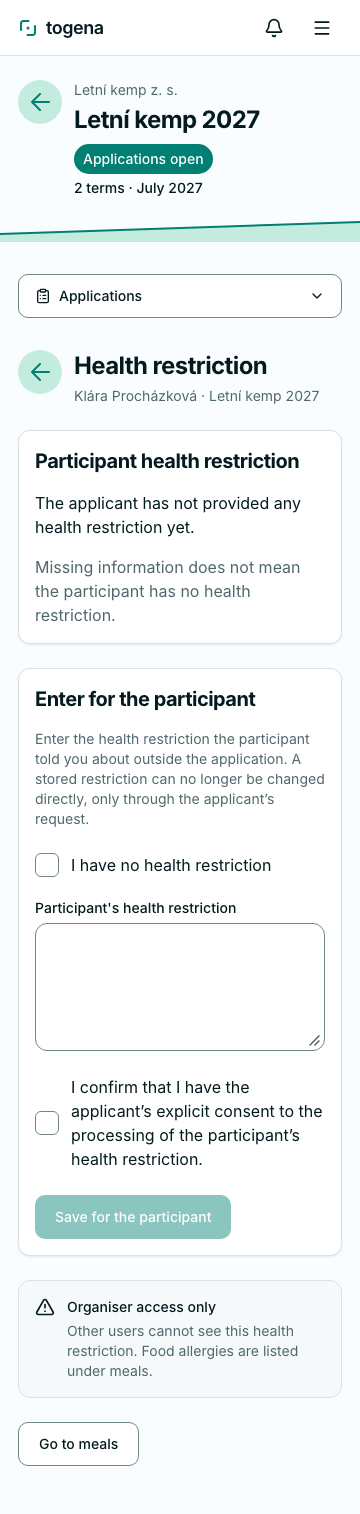 togena
Letní kemp z. s.
Letní kemp 2027
Applications open
2 terms · July 2027
Applications
Health restriction
Klára Procházková · Letní kemp 2027
Participant health restriction
The applicant has not provided any
health restriction yet.
Missing information does not mean
the participant has no health
restriction.
Enter for the participant
Enter the health restriction the participant
told you about outside the application. A
stored restriction can no longer be changed
directly, only through the applicant’s
request.
I have no health restriction
Participant's health restriction
I confirm that I have the
applicant’s explicit consent to the
processing of the participant’s
health restriction.
Save for the participant
Organiser access only
Other users cannot see this health
restriction. Food allergies are listed
under meals.
Go to meals